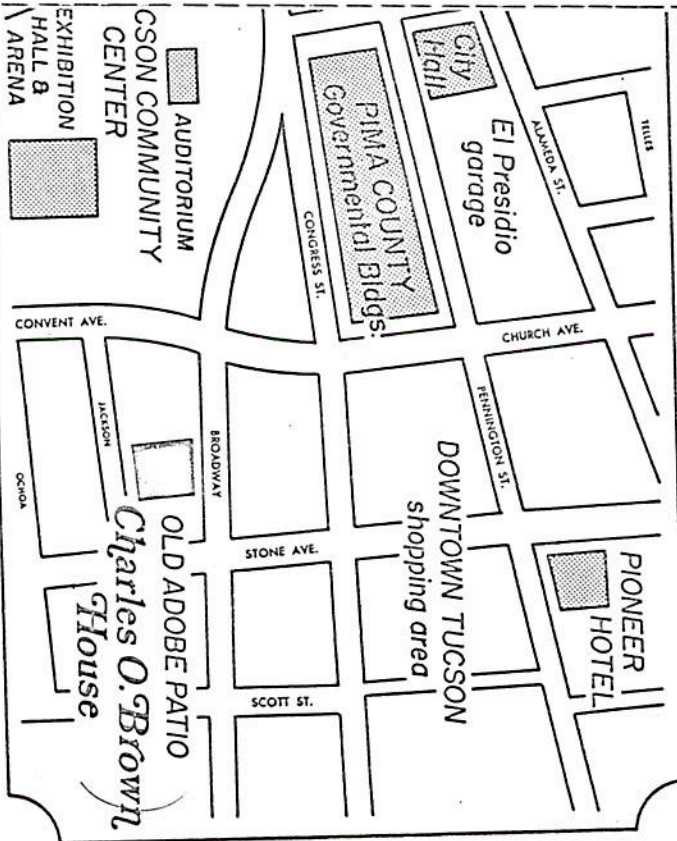 TELLES
ALAMEDA ST.
City
Hall
El Presidio
garage
PIMA COUNTY
Governmental Bldgs.
CONGRESS ST.
AUDITORIUM
CSON COMMUNITY
CENTER
EXHIBITION
HALL &
ARENA
CONVENT AVE.
CHURCH AVE.
PENNINGTON ST.
BROADWAY
JACKSON
OCHOA
STONE AVE.
SCOTT ST.
PIONEER
HOTEL
DOWNTOWN TUCSON
shopping area
OLD ADOBE PATIO
Charles O. Brown
House